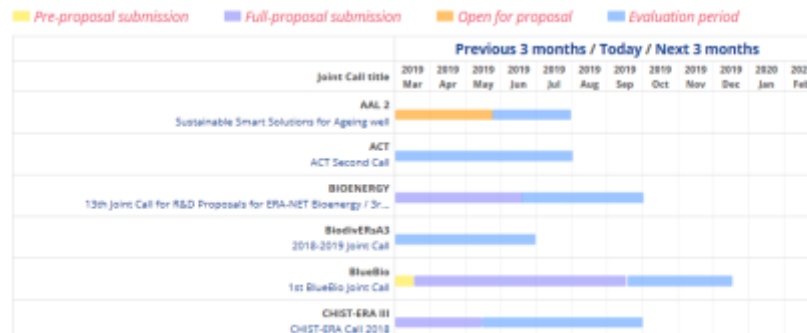 Pre-proposal submission Full-proposal submission Open for proposal Evaluation period
Previous 3 months / Today / Next 3 months
Joint Call title 2019 Mar 2019 Apr 2019 May 2019 Jun 2019 Jul 2019 Aug 2019 Sep 2019 Oct 2019 Nov 2019 Dec 2020 Jan Feb
AAL 2
Sustainable Smart Solutions for Ageing well
ACT
ACT Second Call
BIOENERGY
13th Joint Call for R&D Proposals for ERA-NET Bioenergy / 3r...
BiodivERsA3
2018-2019 Joint Call
BlueBio
1st BlueBio Joint Call
CHIST-ERA III
CHIST-ERA Call 2018